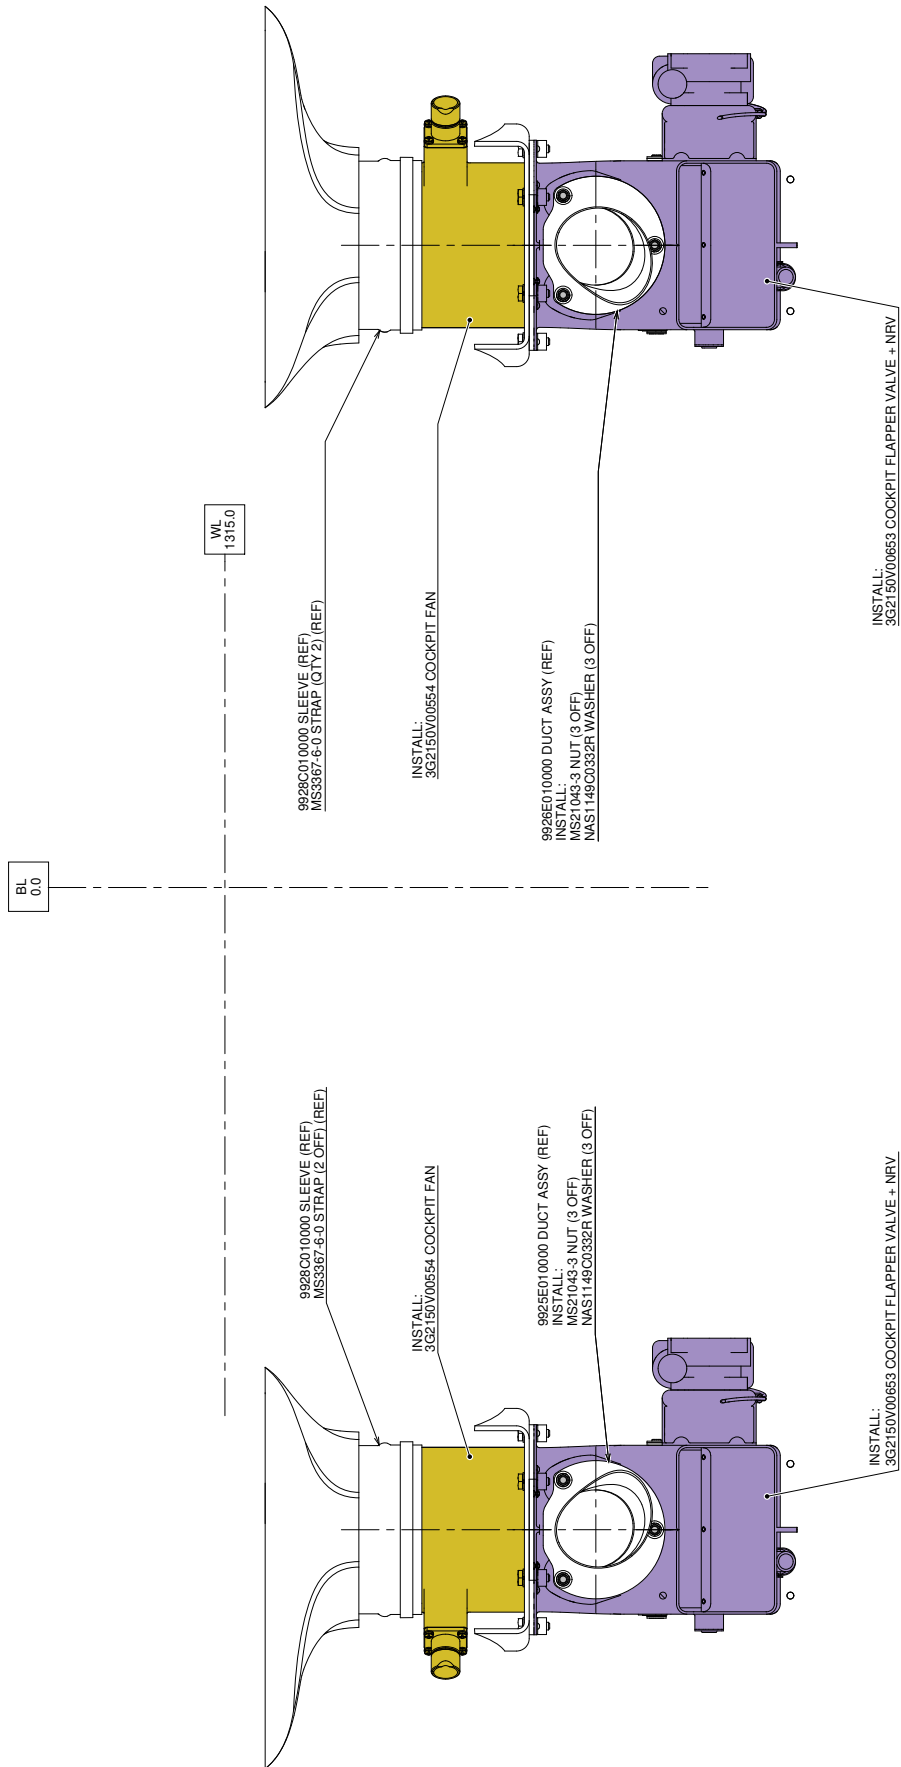 BL
0.0
WL
1315.0
9928C010000 SLEEVE (REF)
MS3367-6-0 STRAP (2 OFF) (REF)
INSTALL:
3G2150V00554 COCKPIT FAN
9925E010000 DUCT ASSY (REF)
INSTALL:
MS21043-3 NUT (3 OFF)
NAS1149C0332R WASHER (3 OFF)
INSTALL:
3G2150V00653 COCKPIT FLAPPER VALVE + NRV
9928C010000 SLEEVE (REF)
MS3367-6-0 STRAP (QTY 2) (REF)
INSTALL:
3G2150V00554 COCKPIT FAN
9926E010000 DUCT ASSY (REF)
INSTALL:
MS21043-3 NUT (3 OFF)
NAS1149C0332R WASHER (3 OFF)
INSTALL:
3G2150V00653 COCKPIT FLAPPER VALVE + NRV